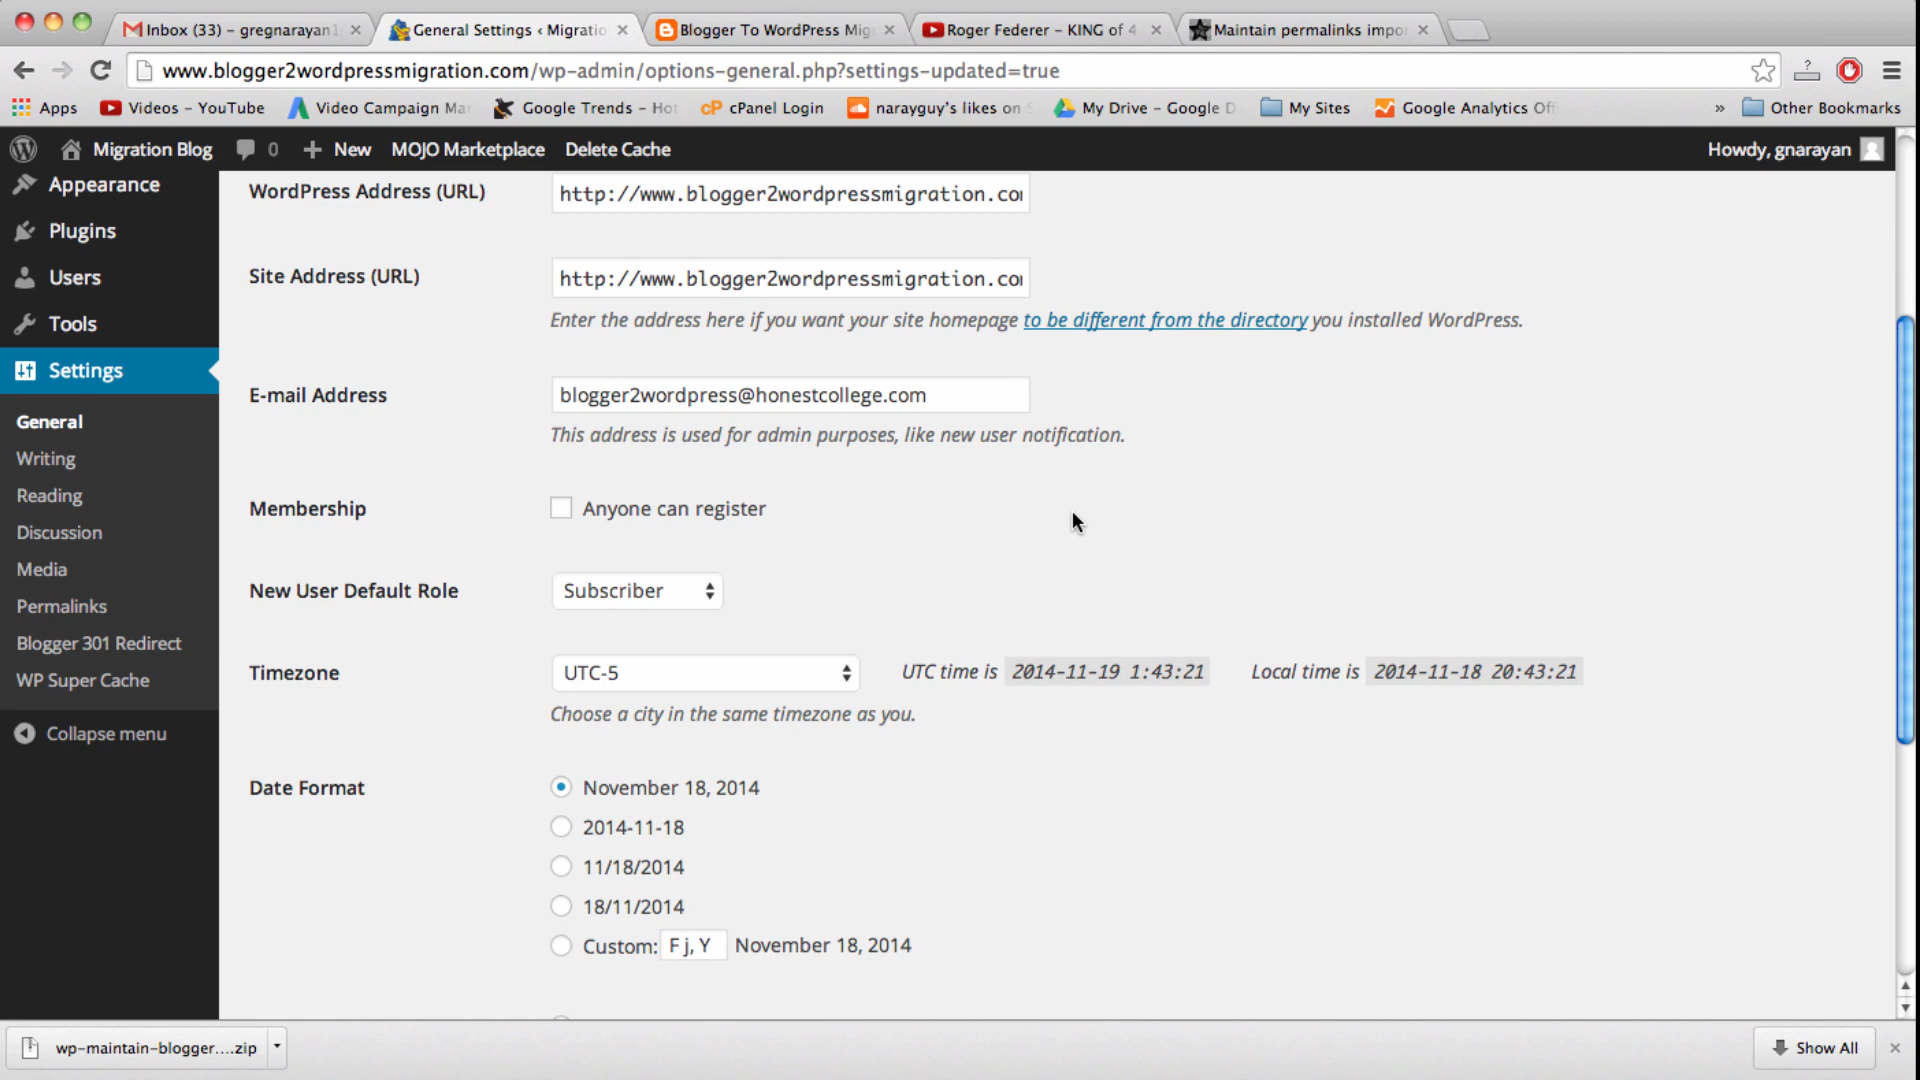 Inbox (33) – gregnarayan1
General Settings ‹ Migratio
Blogger To WordPress Mig
Roger Federer – KING of 4
Maintain permalinks impor
www.blogger2wordpressmigration.com/wp-admin/options-general.php?settings-updated=true
Apps
Videos – YouTube
Video Campaign Ma
Google Trends – Hot
cPanel Login
narayguy's likes on
My Drive – Google D
My Sites
Google Analytics Off
»
Other Bookmarks
Migration Blog
0
New
MOJO Marketplace
Delete Cache
Howdy, gnarayan
Appearance
Plugins
Users
Tools
Settings
General
Writing
Reading
Discussion
Media
Permalinks
Blogger 301 Redirect
WP Super Cache
Collapse menu
WordPress Address (URL)
http://www.blogger2wordpressmigration.co
Site Address (URL)
http://www.blogger2wordpressmigration.co
Enter the address here if you want your site homepage to be different from the directory you installed WordPress.
E-mail Address
blogger2wordpress@honestcollege.com
This address is used for admin purposes, like new user notification.
Membership
Anyone can register
New User Default Role
Subscriber
Timezone
UTC-5
UTC time is 2014-11-19 1:43:21
Local time is 2014-11-18 20:43:21
Choose a city in the same timezone as you.
Date Format
November 18, 2014
2014-11-18
11/18/2014
18/11/2014
Custom: F j, Y November 18, 2014
wp-maintain-blogger....zip
Show All